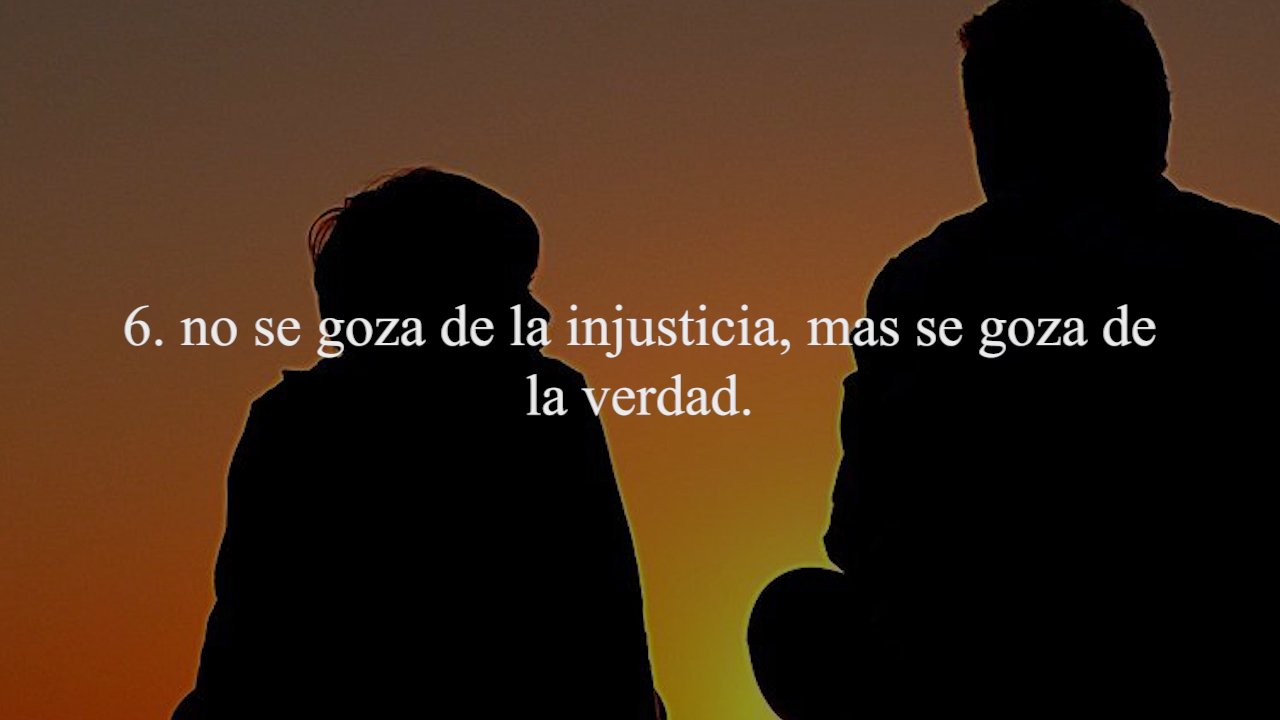 6. no se goza de la injusticia, mas se goza de
la verdad.